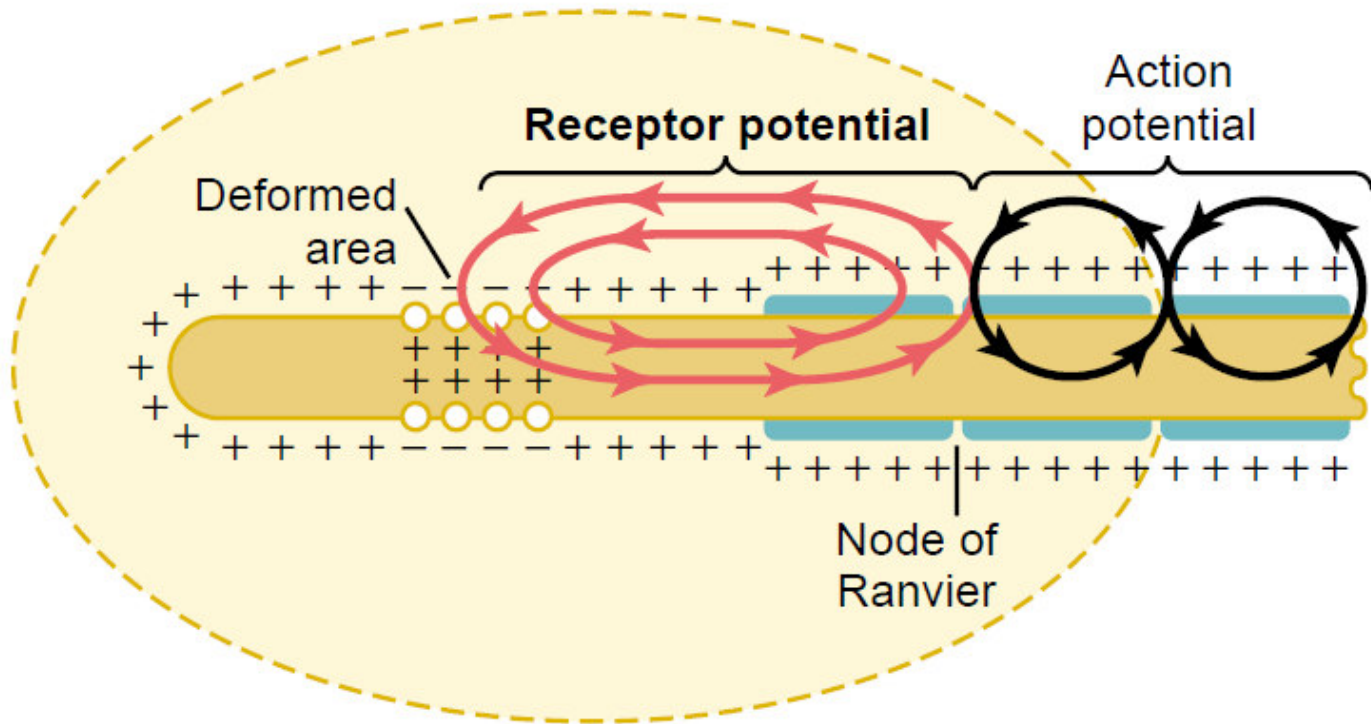 Action
potential
Receptor potential
Deformed
area
+ + + + + + + + + + + + + + +
+ + + + + – – – – + + + + +
+
+ + + +
+
+ + + +
+
+ + + + + – – – – + + + + +
+ + + + + + + + + + + + + + +
Node of
Ranvier